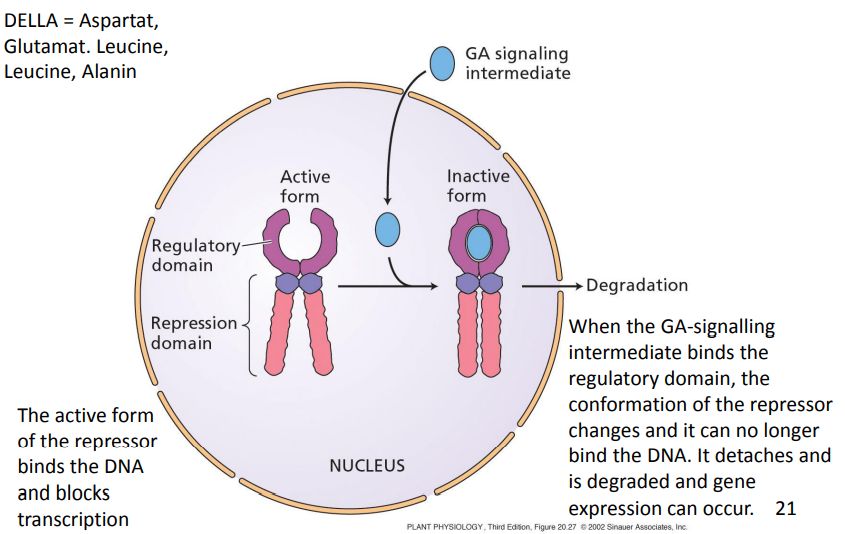 DELLA = Aspartat,
Glutamat. Leucine,
Leucine, Alanin
GA signaling
intermediate
Active
form
Inactive
form
Regulatory
domain
Repression
domain
Degradation
When the GA-signalling
intermediate binds the
regulatory domain, the
conformation of the repressor
changes and it can no longer
bind the DNA. It detaches and
is degraded and gene
expression can occur. 21
The active form
of the repressor
binds the DNA
and blocks
transcription
NUCLEUS
PLANT PHYSIOLOGY, Third Edition, Figure 20.27 © 2002 Sinauer Associates, Inc.